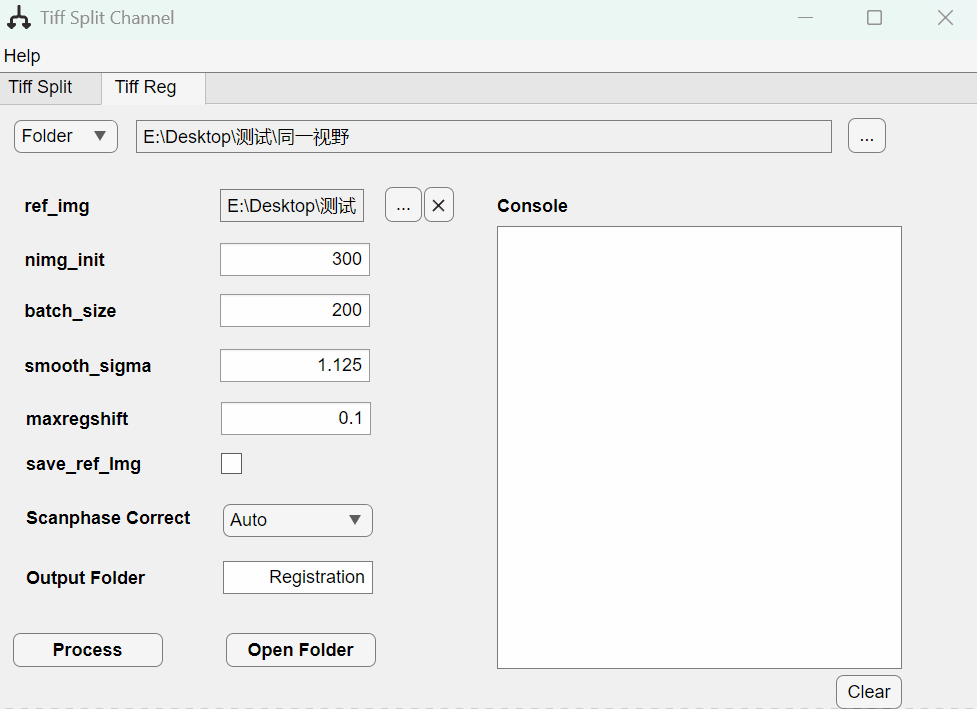 Tiff Split Channel
Help
Tiff Split Tiff Reg
Folder E:\Desktop\测试\同一视野 ...
ref_img E:\Desktop\测试 ... Console
nimg_init 300
batch_size 200
smooth_sigma 1.125
maxregshift 0.1
save_ref_Img
Scanphase Correct Auto
Output Folder Registration
Process Open Folder
Clear